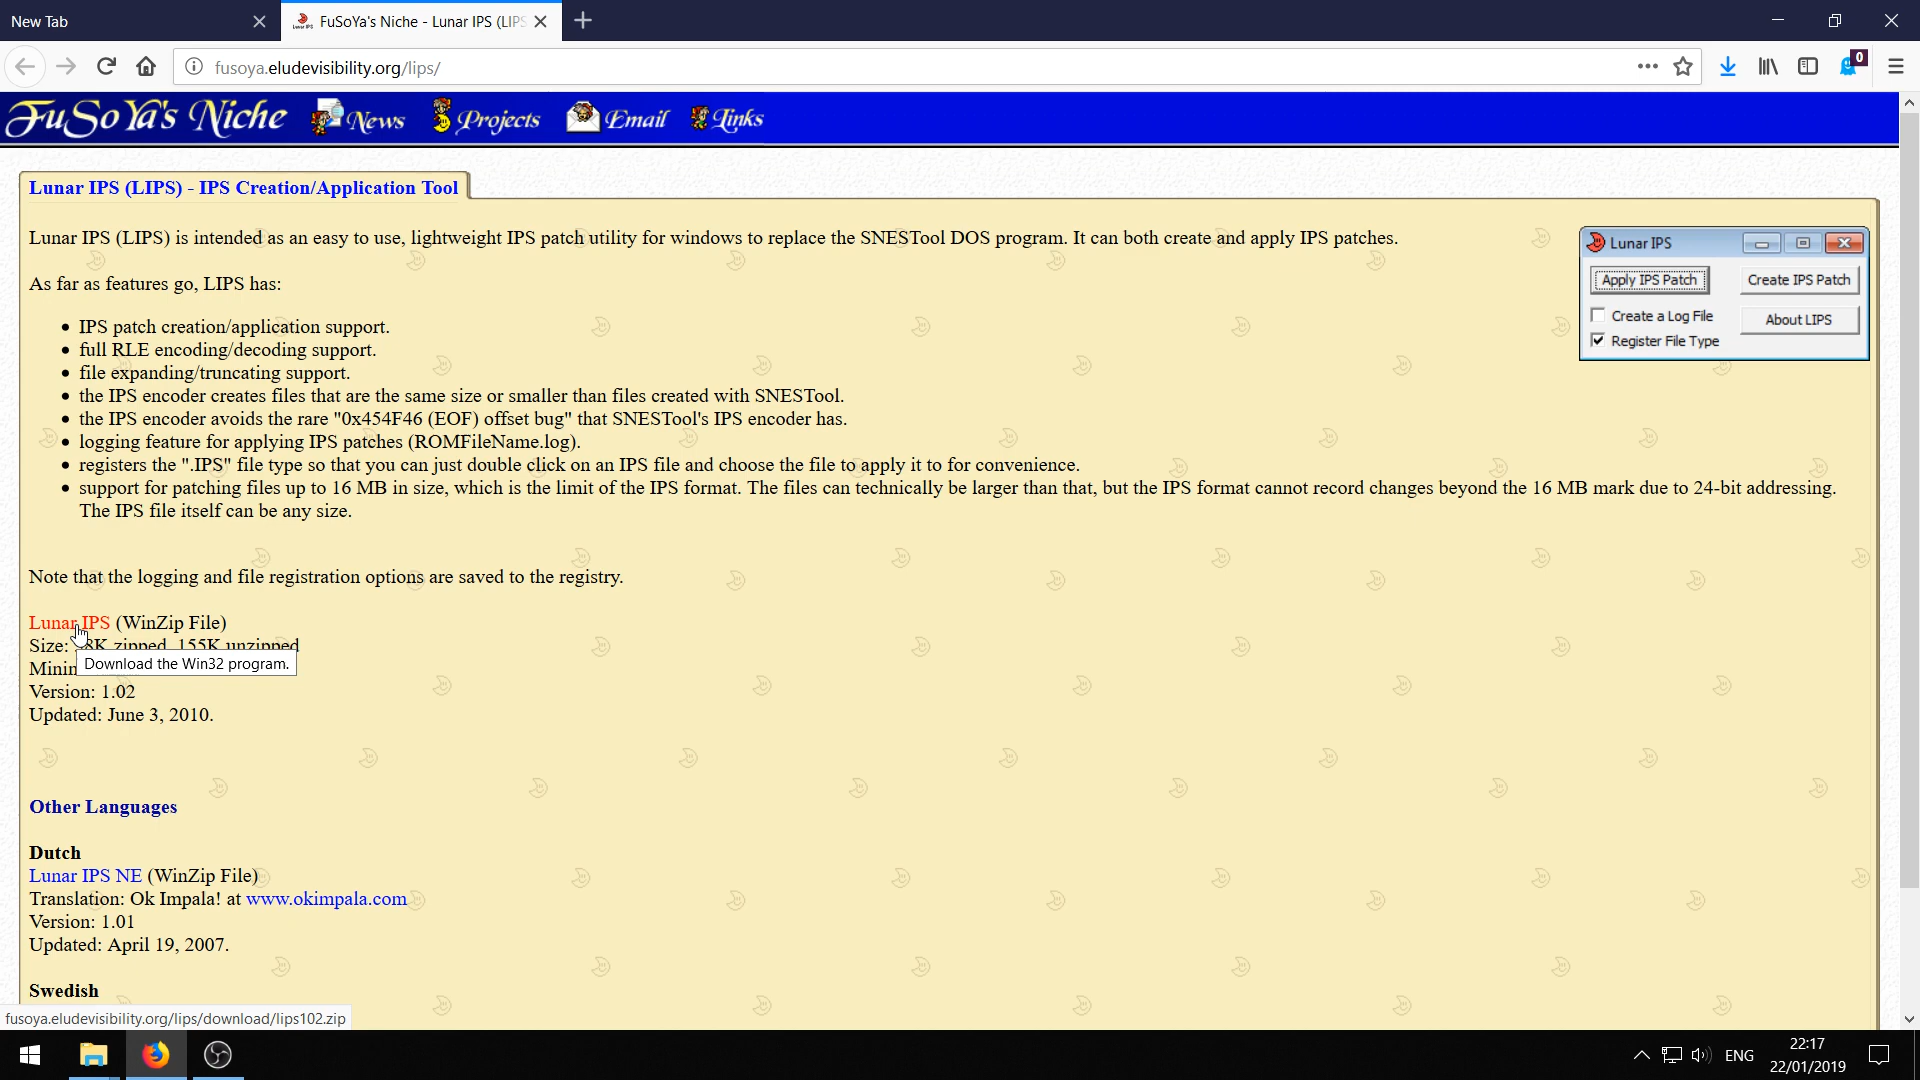 New Tab
FuSoYa's Niche - Lunar IPS (LIPS
fusoya.eludevisibility.org/lips/
0
FuSoYa's Niche News Projects Email Links
Lunar IPS (LIPS) - IPS Creation/Application Tool
Lunar IPS (LIPS) is intended as an easy to use, lightweight IPS patch utility for windows to replace the SNESTool DOS program. It can both create and apply IPS patches.
Lunar IPS
Apply IPS Patch Create IPS Patch
Create a Log File About LIPS
Register File Type
As far as features go, LIPS has:
• IPS patch creation/application support.
• full RLE encoding/decoding support.
• file expanding/truncating support.
• the IPS encoder creates files that are the same size or smaller than files created with SNESTool.
• the IPS encoder avoids the rare "0x454F46 (EOF) offset bug" that SNESTool's IPS encoder has.
• logging feature for applying IPS patches (ROMFileName.log).
• registers the ".IPS" file type so that you can just double click on an IPS file and choose the file to apply it to for convenience.
• support for patching files up to 16 MB in size, which is the limit of the IPS format. The files can technically be larger than that, but the IPS format cannot record changes beyond the 16 MB mark due to 24-bit addressing.
The IPS file itself can be any size.
Note that the logging and file registration options are saved to the registry.
Lunar IPS (WinZip File)
Size: 8K zipped, 155K unzipped
Download the Win32 program.
Version: 1.02
Updated: June 3, 2010.
Other Languages
Dutch
Lunar IPS NE (WinZip File)
Translation: Ok Impala! at www.okimpala.com
Version: 1.01
Updated: April 19, 2007.
Swedish
fusoya.eludevisibility.org/lips/download/lips102.zip
ENG
22:17
22/01/2019